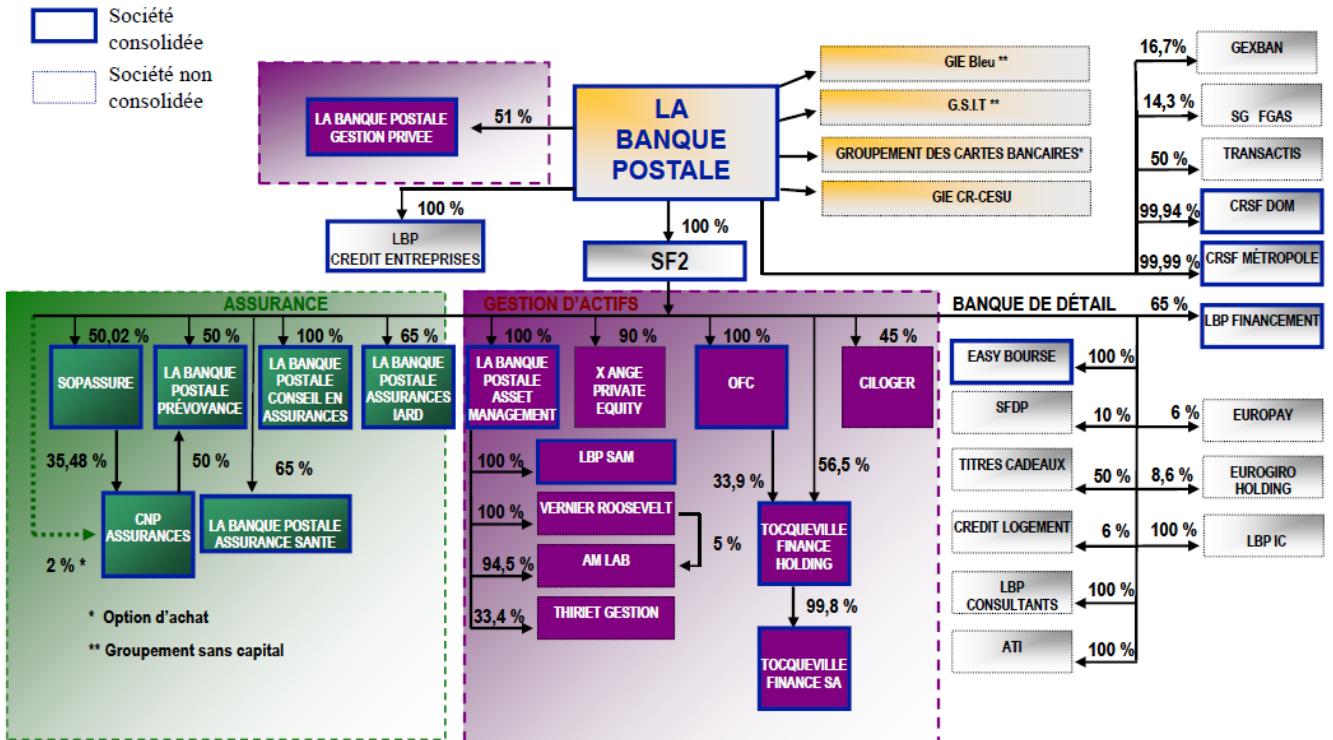 Société
consolidée
Société non
consolidée
LA BANQUE POSTALE
GESTION PRIVEE
51 %
LA
BANQUE
POSTALE
GIE Bleu **
G.S.I.T **
GROUPEMENT DES CARTES BANCAIRES*
GIE CR-CESU
16,7%
GEXBAN
14,3 %
SG FGAS
50 %
TRANSACTIS
99,94 %
CRSF DOM
99,99 %
CRSF MÉTROPOLE
100 %
LBP
CREDIT ENTREPRISES
100 %
SF2
ASSURANCE
50,02 %
SOPASSURE
50 %
LA BANQUE
POSTALE
PRÉVOYANCE
100 %
LA BANQUE
POSTALE
CONSEIL EN
ASSURANCES
65 %
LA BANQUE
POSTALE
ASSURANCES
IARD
35,48 %
50 %
65 %
CNP
ASSURANCES
LA BANQUE POSTALE
ASSURANCE SANTE
2 % *
* Option d’achat
** Groupement sans capital
GESTION D’ACTIFS
100 %
LA BANQUE
POSTALE
ASSET
MANAGEMENT
90 %
X ANGE
PRIVATE
EQUITY
100 %
OFC
45 %
CILOGER
100 %
LBP SAM
100 %
VERNIER ROOSEVELT
5 %
94,5 %
AM LAB
33,4 %
THIRIET GESTION
33,9 %
56,5 %
TOCQUEVILLE
FINANCE
HOLDING
99,8 %
TOCQUEVILLE
FINANCE SA
BANQUE DE DÉTAIL
65 %
LBP FINANCEMENT
EASY BOURSE
100 %
SFDP
10 %
6 %
EUROPAY
TITRES CADEAUX
50 %
8,6 %
EUROGIRO
HOLDING
CREDIT LOGEMENT
6 %
100 %
LBP IC
LBP
CONSULTANTS
100 %
ATI
100 %